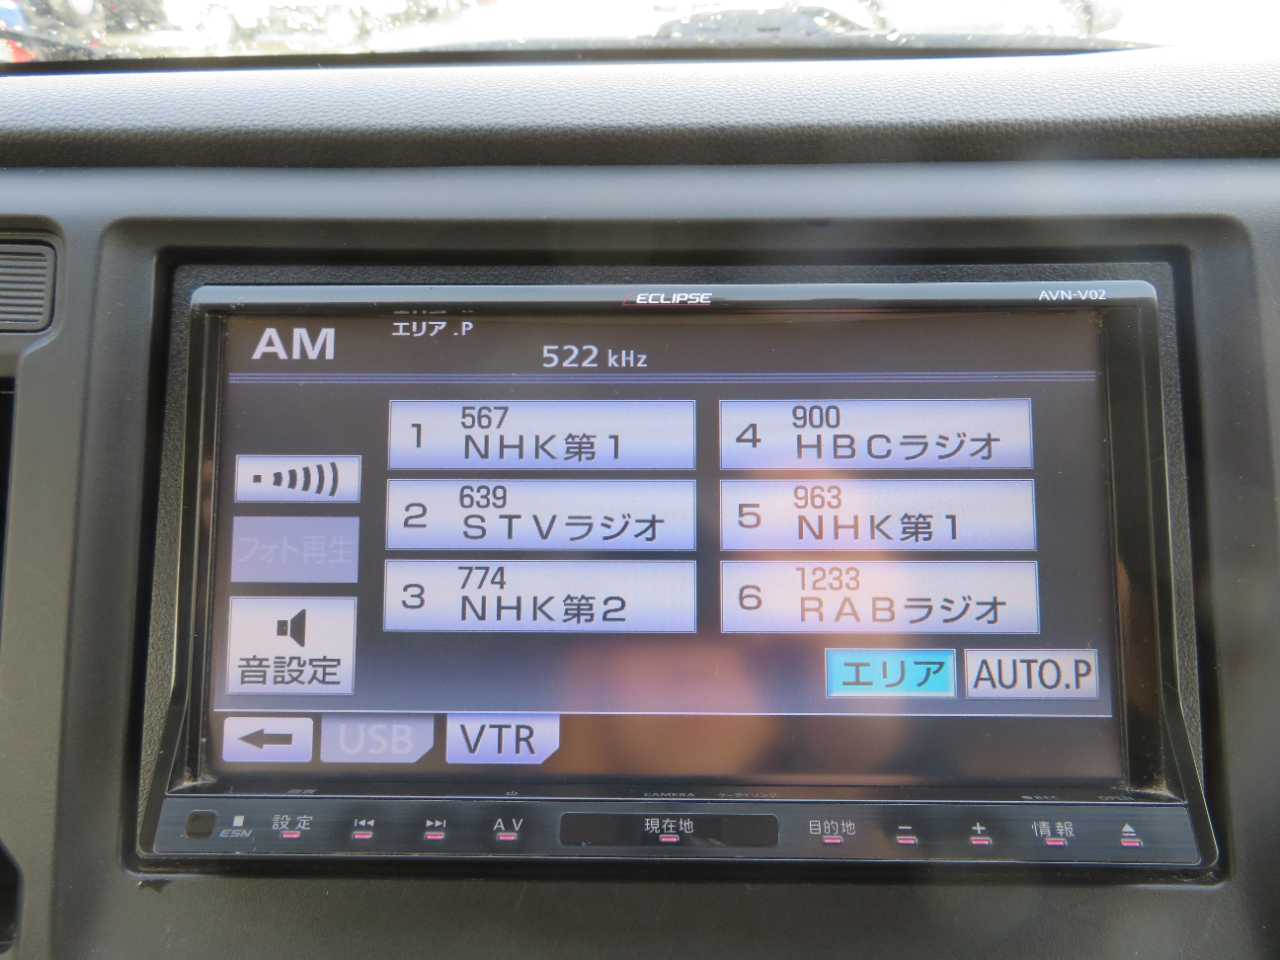 ECLIPSE
AVN-V02
AM
エリア.P
522 kHz
1 567
NHK第1
4 900
HBCラジオ
2 639
STVラジオ
5 963
NHK第1
フォト再生
3 774
NHK第2
6 1233
RABラジオ
音設定
エリア
AUTO.P
USB
VTR
CAMERA
ESN
設定
AV
現在地
目的地
情報